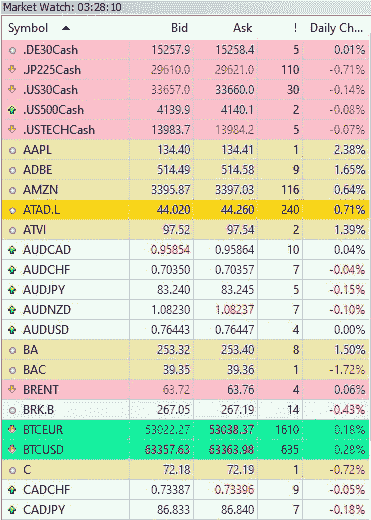 Market Watch: 03:28:10
Symbol Bid Ask ! Daily Ch...
.DE30Cash 15257.9 15258.4 5 0.01%
.JP225Cash 29610.0 29621.0 110 -0.71%
.US30Cash 33657.0 33660.0 30 -0.14%
.US500Cash 4139.9 4140.1 2 -0.08%
.USTECHCash 13983.7 13984.2 5 -0.07%
AAPL 134.40 134.41 1 2.38%
ADBE 514.49 514.58 9 1.65%
AMZN 3395.87 3397.03 116 0.64%
ATAD.L 44.020 44.260 240 0.71%
ATVI 97.52 97.54 2 1.39%
AUDCAD 0.95854 0.95864 10 0.04%
AUDCHF 0.70350 0.70357 7 -0.04%
AUDJPY 83.240 83.245 5 -0.15%
AUDNZD 1.08230 1.08237 7 -0.10%
AUDUSD 0.76443 0.76447 4 0.00%
BA 253.32 253.40 8 1.50%
BAC 39.35 39.36 1 -1.72%
BRENT 63.72 63.76 4 0.06%
BRK.B 267.05 267.19 14 -0.43%
BTCEUR 53022.27 53038.37 1610 0.18%
BTCUSD 63357.63 63363.98 635 0.28%
C 72.18 72.19 1 -0.72%
CADCHF 0.73387 0.73396 9 -0.05%
CADJPY 86.833 86.840 7 -0.18%